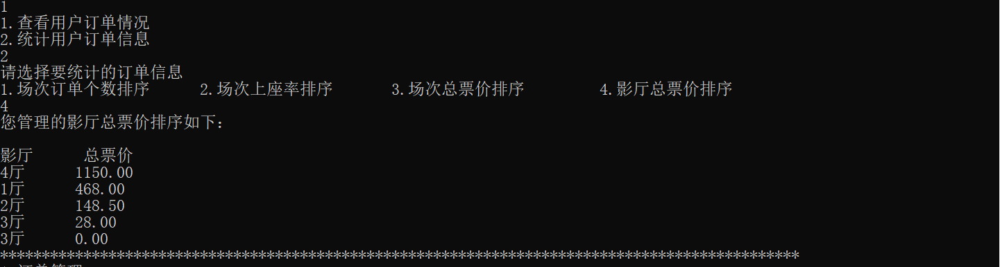 1
1.查看用户订单情况
2.统计用户订单信息
2
请选择要统计的订单信息
1.场次订单个数排序 2.场次上座率排序 3.场次总票价排序 4.影厅总票价排序
4
您管理的影厅总票价排序如下：
影厅 总票价
4厅 1150.00
1厅 468.00
2厅 148.50
3厅 28.00
3厅 0.00
************************************************************************************************